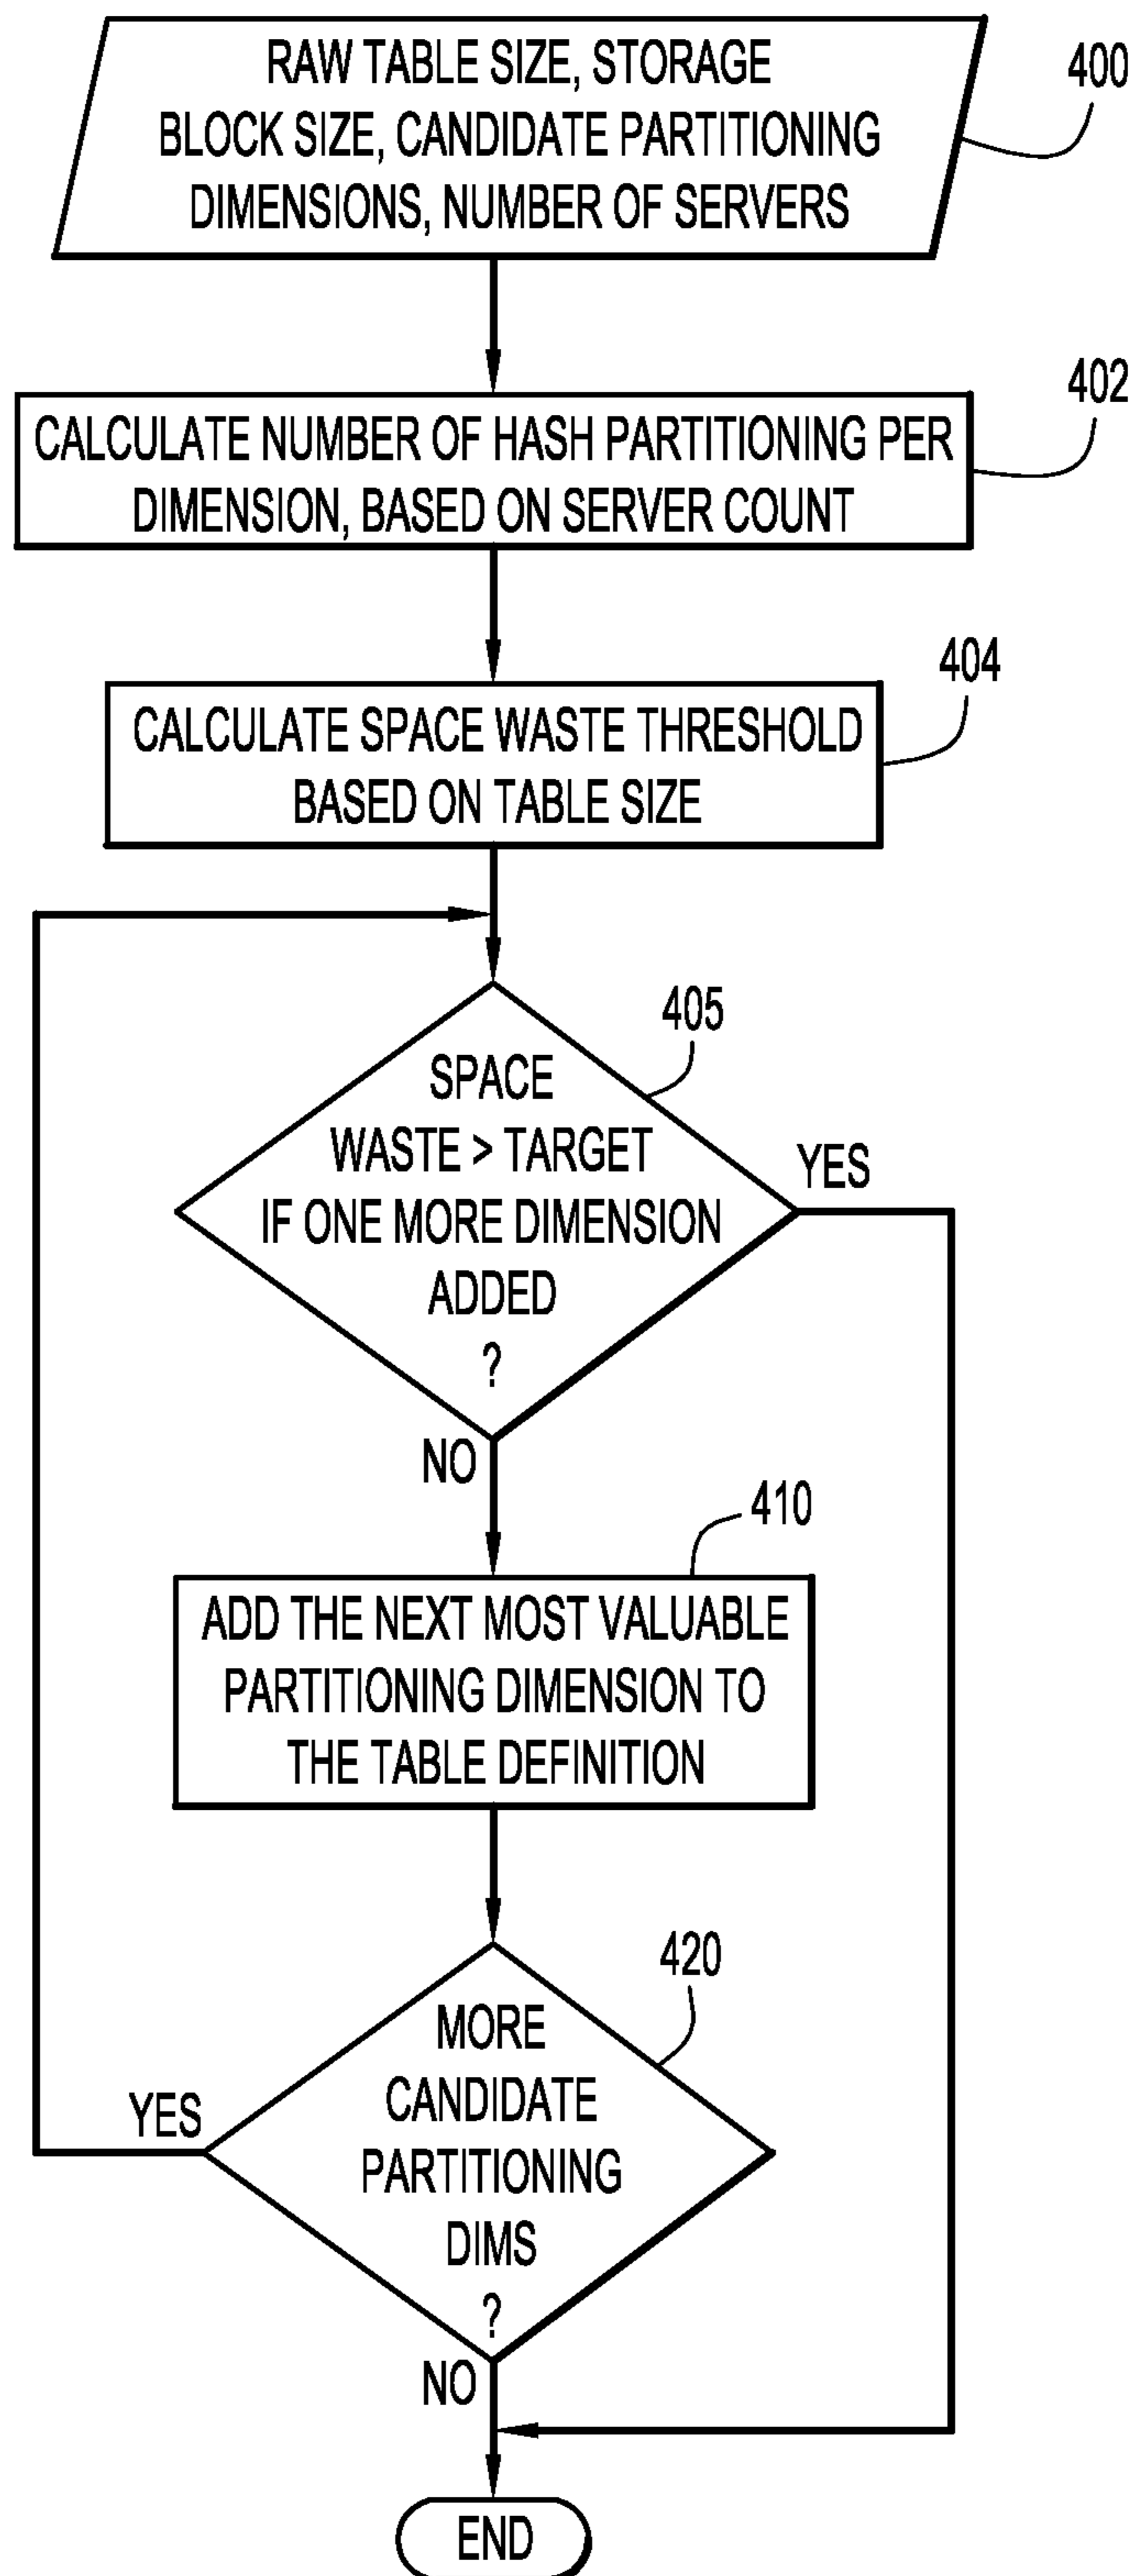 RAW TABLE SIZE, STORAGE
BLOCK SIZE, CANDIDATE PARTITIONING
DIMENSIONS, NUMBER OF SERVERS
400
CALCULATE NUMBER OF HASH PARTITIONING PER
DIMENSION, BASED ON SERVER COUNT
402
CALCULATE SPACE WASTE THRESHOLD
BASED ON TABLE SIZE
404
SPACE
WASTE > TARGET
IF ONE MORE DIMENSION
ADDED
?
405
YES
NO
ADD THE NEXT MOST VALUABLE
PARTITIONING DIMENSION TO
THE TABLE DEFINITION
410
MORE
CANDIDATE
PARTITIONING
DIMS
?
420
YES
NO
END